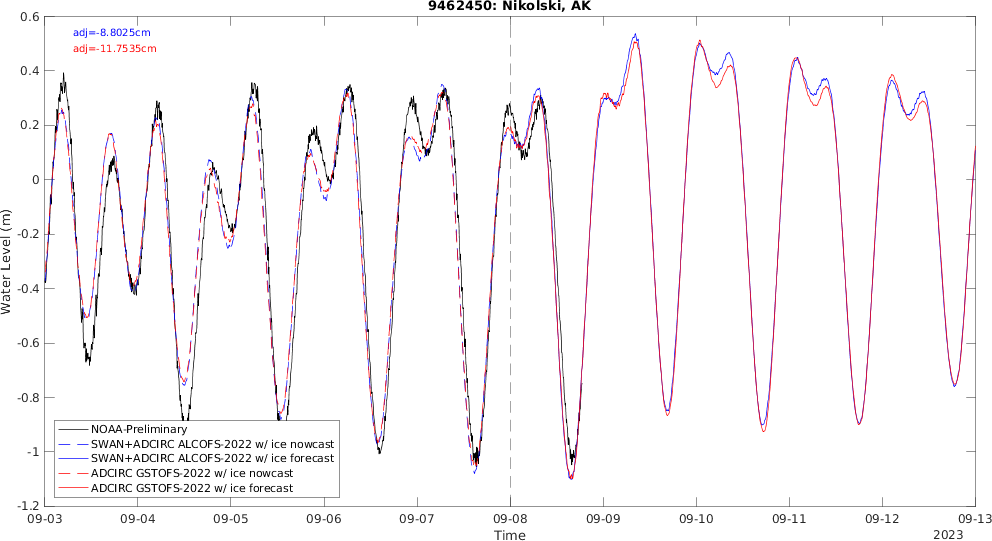 9462450: Nikolski, AK
adj=-8.8025cm
adj=-11.7535cm
Water Level (m)
0.6
0.4
0.2
0
-0.2
-0.4
-0.6
-0.8
-1
-1.2
NOAA-Preliminary
SWAN+ADCIRC ALCOFS-2022 w/ ice nowcast
SWAN+ADCIRC ALCOFS-2022 w/ ice forecast
ADCIRC GSTOFS-2022 w/ ice nowcast
ADCIRC GSTOFS-2022 w/ ice forecast
09-03 09-04 09-05 09-06 09-07 09-08 09-09 09-10 09-11 09-12 09-13
Time
2023